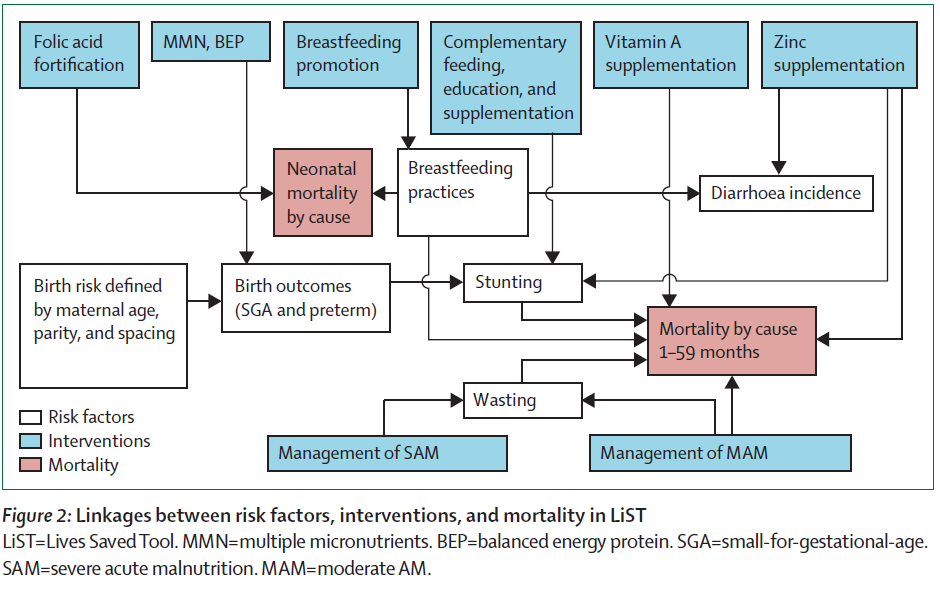 Folic acid
fortification
MMN, BEP
Breastfeeding
promotion
Complementary
feeding,
education, and
supplementation
Vitamin A
supplementation
Zinc
supplementation
Neonatal
mortality
by cause
Breastfeeding
practices
Diarrhoea incidence
Birth risk defined
by maternal age,
parity, and spacing
Birth outcomes
(SGA and preterm)
Stunting
Mortality by cause
1–59 months
Wasting
Risk factors
Interventions
Mortality
Management of SAM
Management of MAM
Figure 2: Linkages between risk factors, interventions, and mortality in LiST
LiST=Lives Saved Tool. MMN=multiple micronutrients. BEP=balanced energy protein. SGA=small-for-gestational-age.
SAM=severe acute malnutrition. MAM=moderate AM.